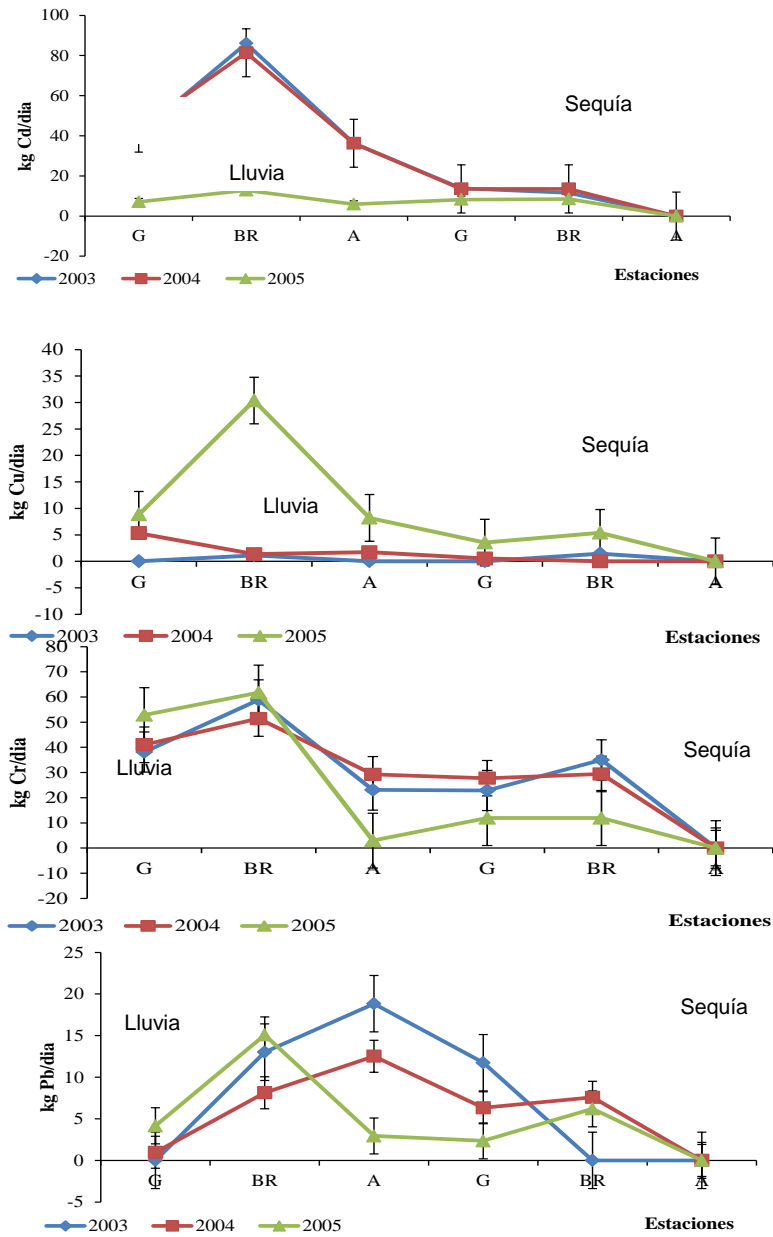 100
80
60
40
20
0
-20
kg Cd/dia
Sequía
Lluvia
G BR A G BR A
2003 2004 2005
Estaciones
40
35
30
25
20
15
10
5
0
-5
-10
kg Cu/dia
Sequía
Lluvia
G BR A G BR A
2003 2004 2005
Estaciones
80
70
60
50
40
30
20
10
0
-10
-20
kg Cr/dia
Lluvia
Sequía
G BR A G BR A
2003 2004 2005
Estaciones
25
20
15
10
5
0
-5
kg Pb/dia
Lluvia
Sequía
G BR A G BR A
2003 2004 2005
Estaciones